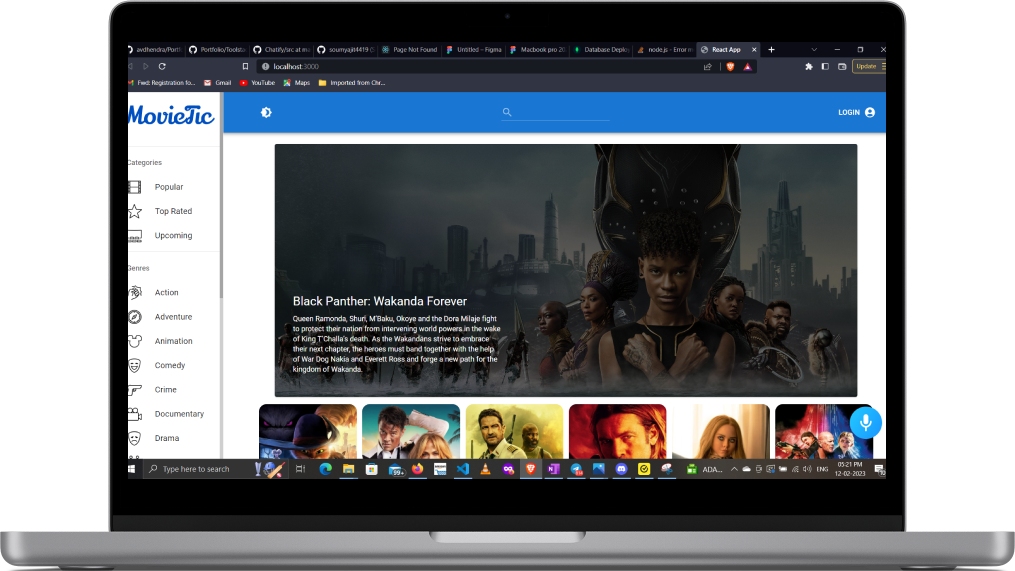 avdhendra/Portf
Portfolio/Toolsta
Chatify/src at ma
soumyajit4419 (S
Page Not Found
Untitled – Figma
Macbook pro 20
Database Deploy
node.js - Error m
React App
localhost:3000
Update
Fwd: Registration fo...
Gmail
YouTube
Maps
Imported from Chr...
MovieTic
LOGIN
Categories
Popular
Top Rated
Upcoming
Genres
Action
Adventure
Animation
Comedy
Crime
Documentary
Drama
Black Panther: Wakanda Forever
Queen Ramonda, Shuri, M'Baku, Okoye and the Dora Milaje fight
to protect their nation from intervening world powers in the wake
of King T'Challa's death. As the Wakandans strive to embrace
their next chapter, the heroes must band together with the help
of War Dog Nakia and Everett Ross and forge a new path for the
kingdom of Wakanda.
Type here to search
99+
ADA...
ENG
05:21 PM
12-02-2023
10